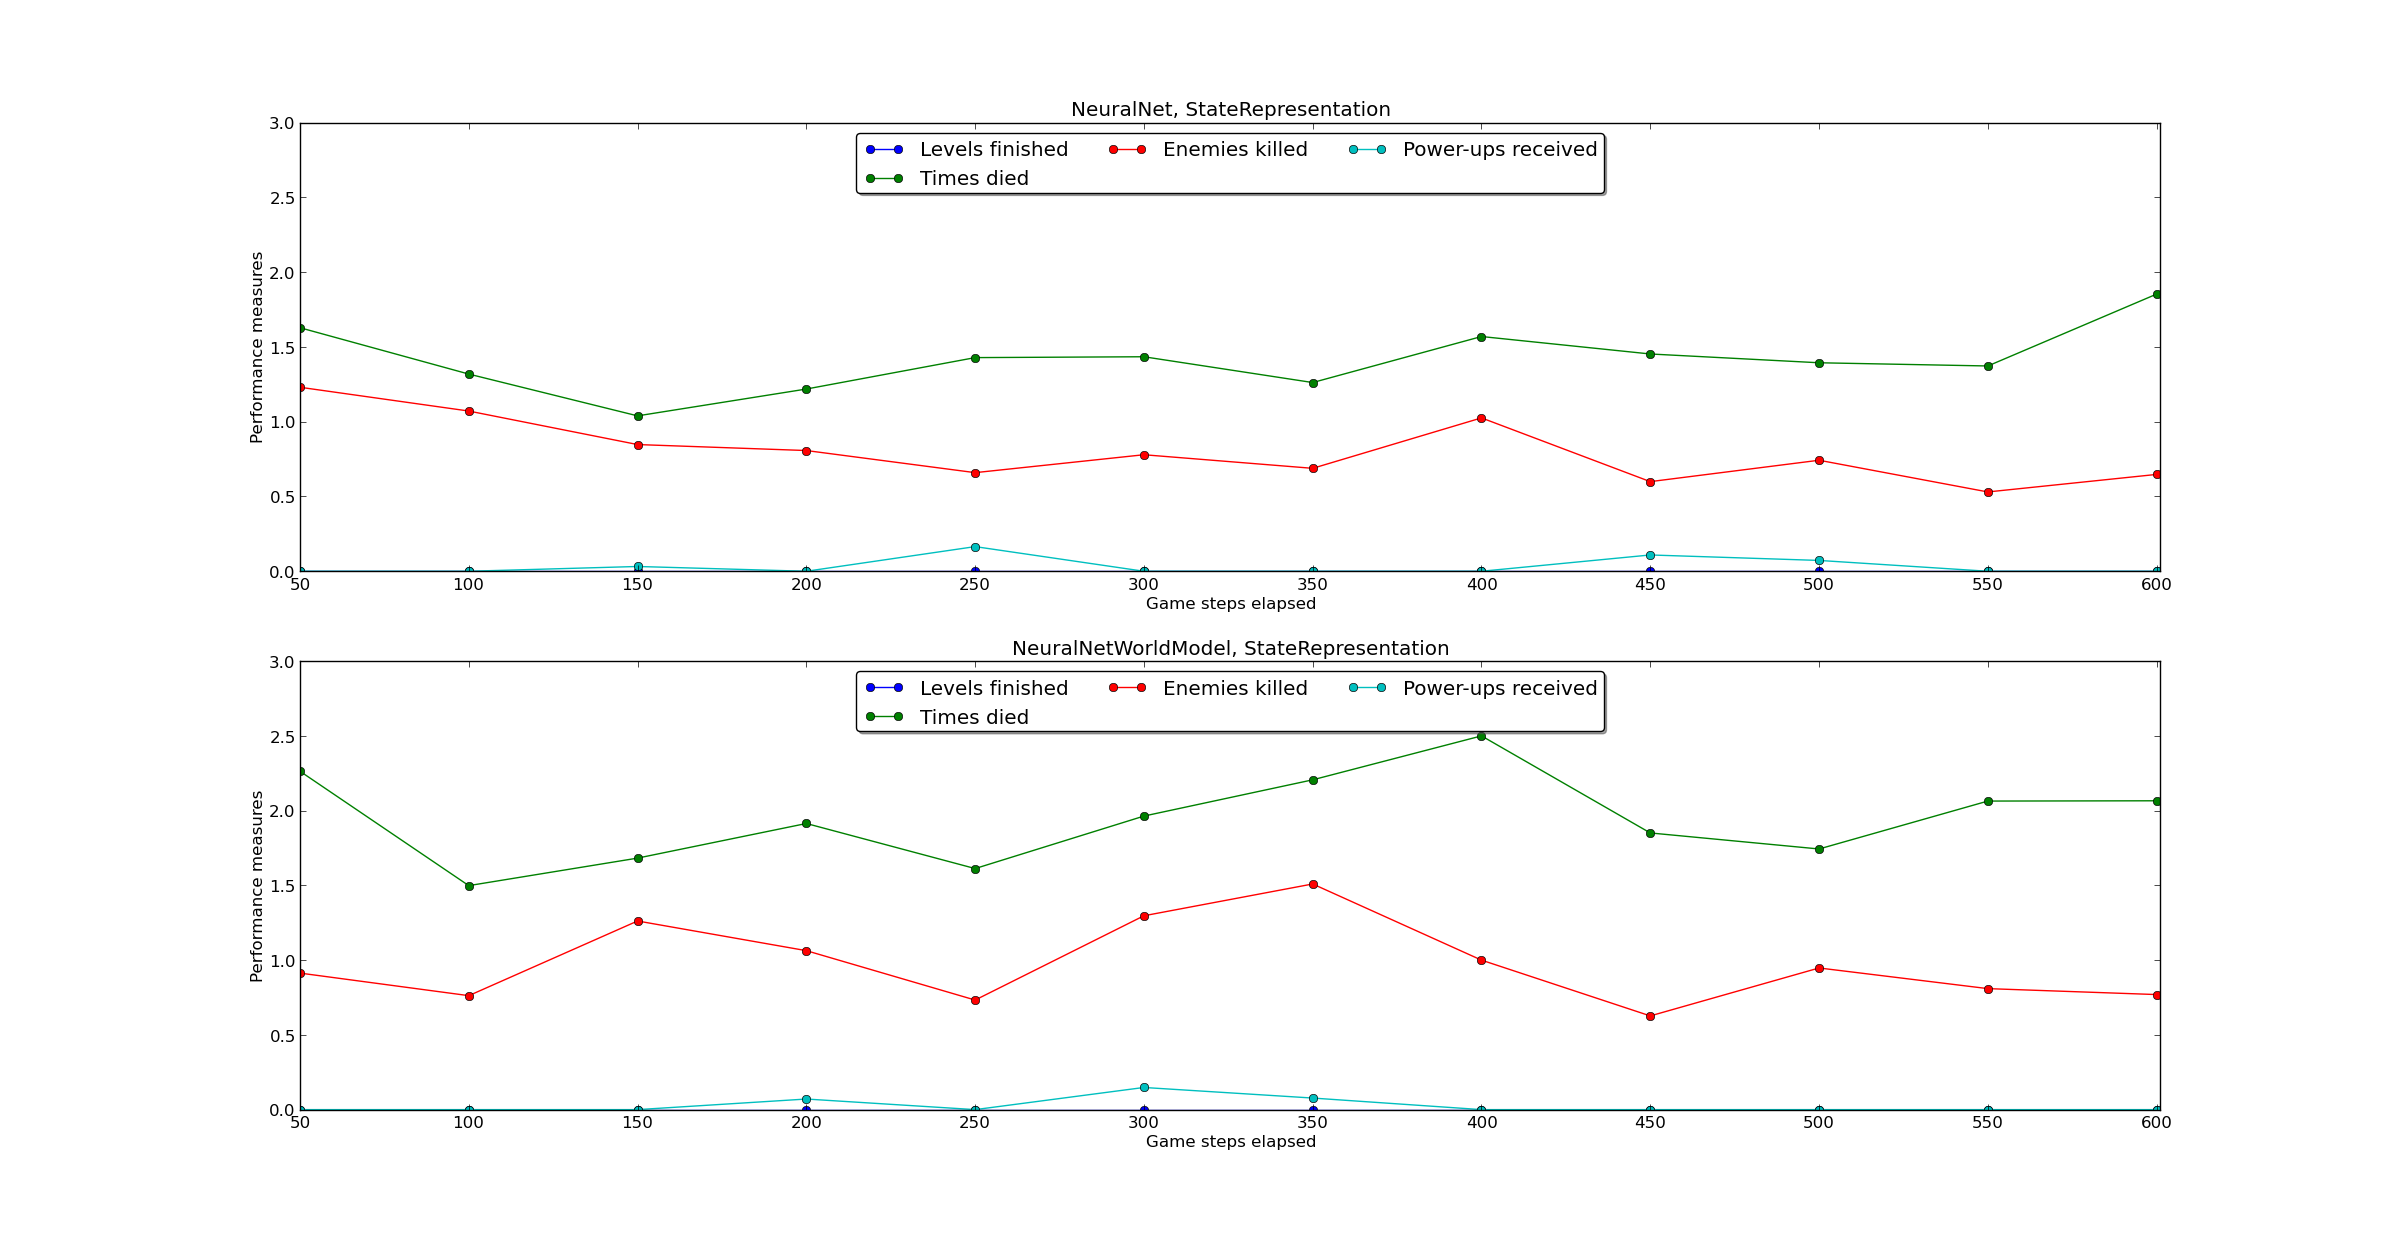 NeuralNet, StateRepresentation
Levels finished Enemies killed Power-ups received
Times died
Performance measures
3.0
2.5
2.0
1.5
1.0
0.5
0.0
50 100 150 200 250 300 350 400 450 500 550 600
Game steps elapsed
NeuralNetWorldModel, StateRepresentation
Levels finished Enemies killed Power-ups received
Times died
Performance measures
3.0
2.5
2.0
1.5
1.0
0.5
0.0
50 100 150 200 250 300 350 400 450 500 550 600
Game steps elapsed